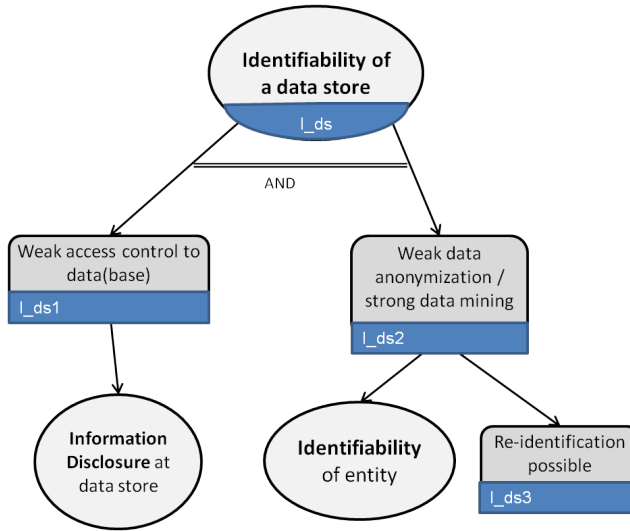 Identifiability of
a data store
I_ds
AND
Weak access control to
data(base)
I_ds1
Weak data
anonymization /
strong data mining
I_ds2
Information
Disclosure at
data store
Identifiability
of entity
Re-identification
possible
I_ds3